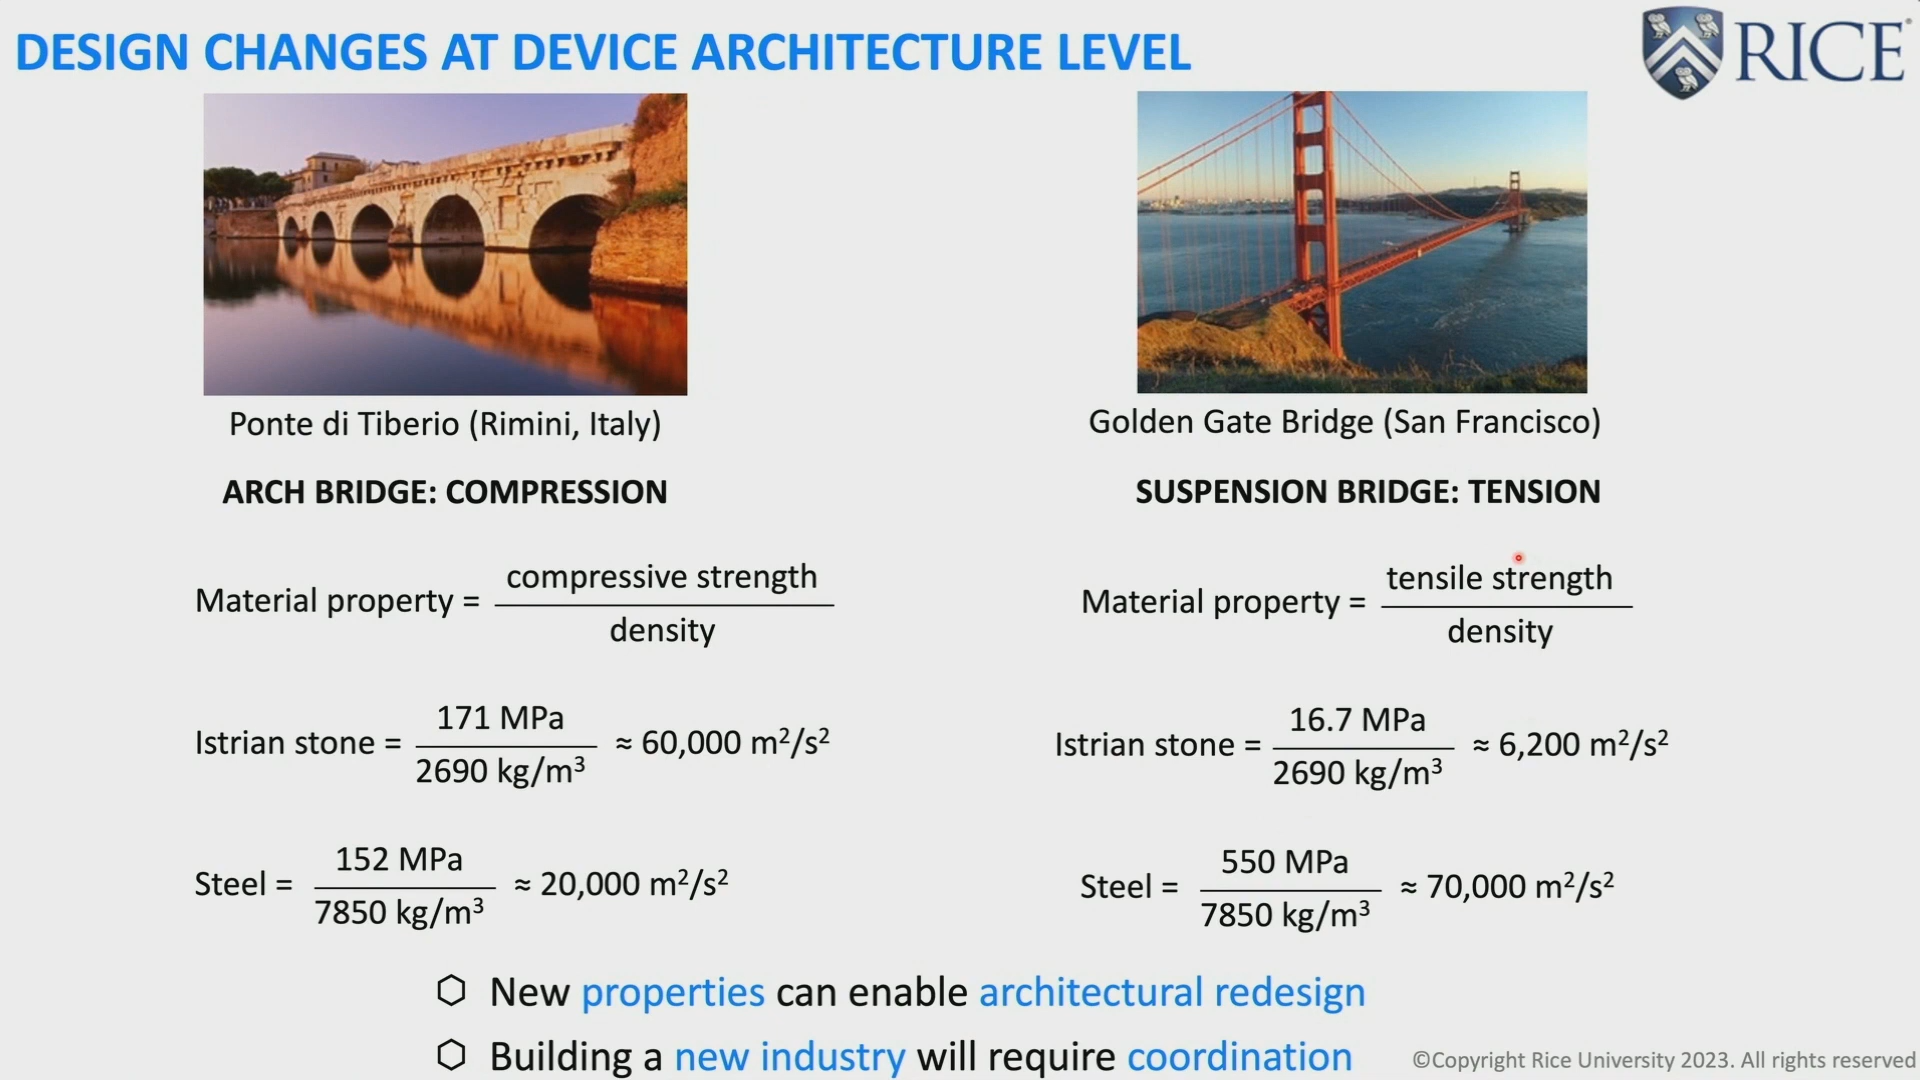 DESIGN CHANGES AT DEVICE ARCHITECTURE LEVEL
RICE
Ponte di Tiberio (Rimini, Italy)
ARCH BRIDGE: COMPRESSION
Material property = compressive strength / density
Istrian stone = 171 MPa / 2690 kg/m³ ≈ 60,000 m²/s²
Steel = 152 MPa / 7850 kg/m³ ≈ 20,000 m²/s²
Golden Gate Bridge (San Francisco)
SUSPENSION BRIDGE: TENSION
Material property = tensile strength / density
Istrian stone = 16.7 MPa / 2690 kg/m³ ≈ 6,200 m²/s²
Steel = 550 MPa / 7850 kg/m³ ≈ 70,000 m²/s²
New properties can enable architectural redesign
Building a new industry will require coordination
©Copyright Rice University 2023. All rights reserved